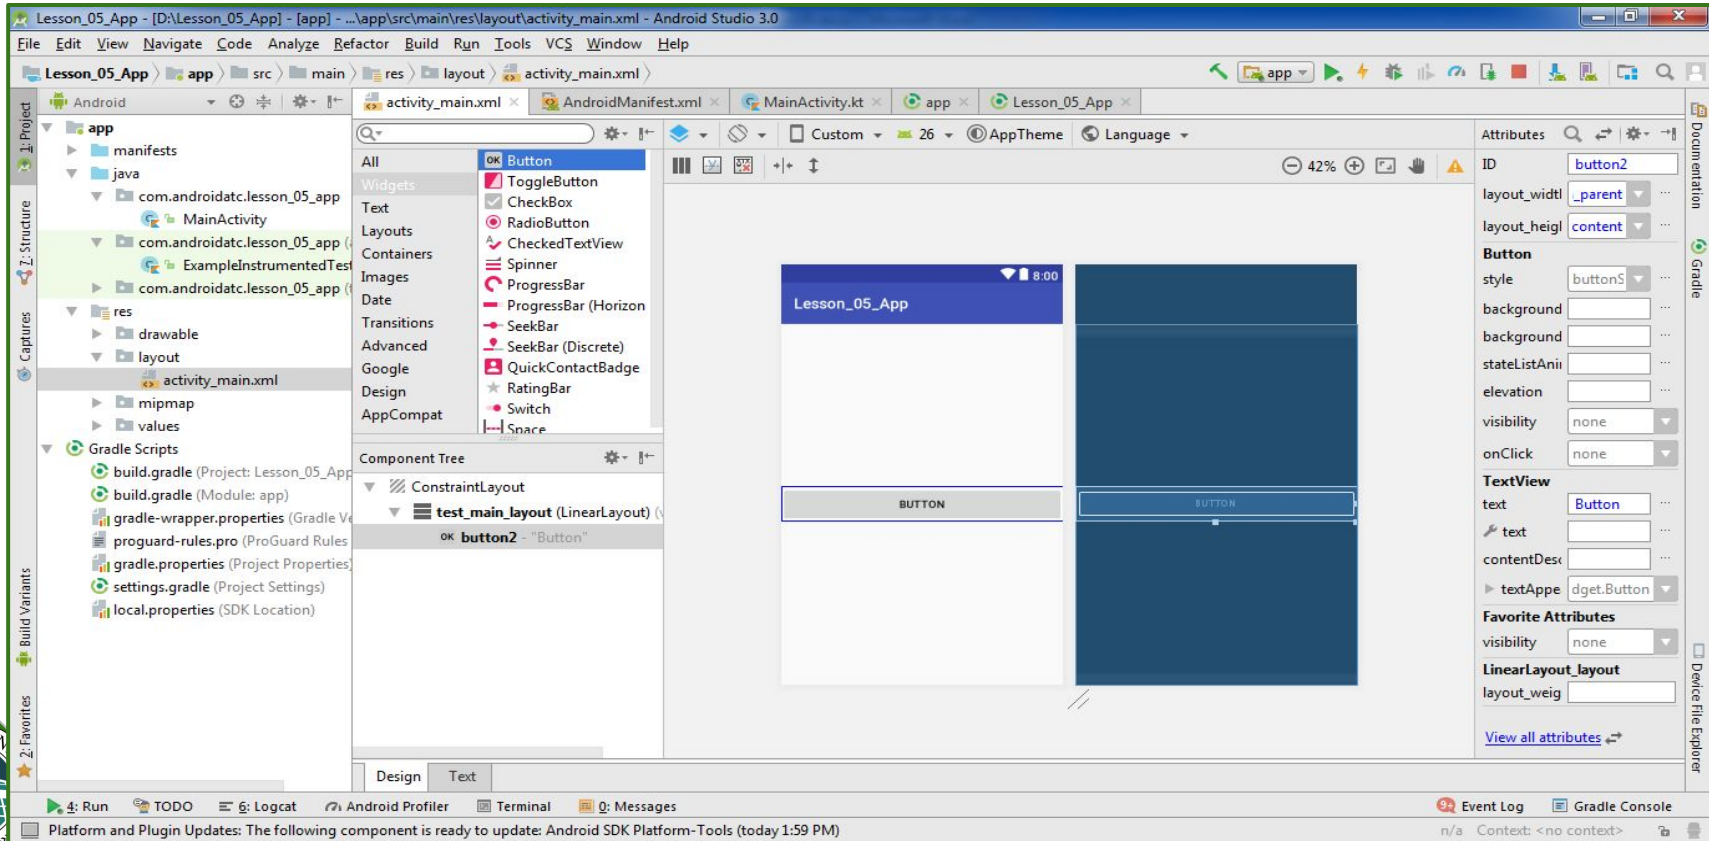 Lesson_05_App - [D:\Lesson_05_App] - [app] - ...\app\src\main\res\layout\activity_main.xml - Android Studio 3.0
File Edit View Navigate Code Analyze Refactor Build Run Tools VCS Window Help
Lesson_05_App app src main res layout activity_main.xml
app
Android
activity_main.xml AndroidManifest.xml MainActivity.kt app Lesson_05_App
1: Project
Z: Structure
Captures
Build Variants
2: Favorites
app
manifests
java
com.androidatc.lesson_05_app
MainActivity
com.androidatc.lesson_05_app (
ExampleInstrumentedTest
com.androidatc.lesson_05_app (
res
drawable
layout
activity_main.xml
mipmap
values
Gradle Scripts
build.gradle (Project: Lesson_05_App
build.gradle (Module: app)
gradle-wrapper.properties (Gradle Ve
proguard-rules.pro (ProGuard Rules
gradle.properties (Project Properties)
settings.gradle (Project Settings)
local.properties (SDK Location)
All
Widgets
Text
Layouts
Containers
Images
Date
Transitions
Advanced
Google
Design
AppCompat
OK Button
ToggleButton
CheckBox
RadioButton
CheckedTextView
Spinner
ProgressBar
ProgressBar (Horizon
SeekBar
SeekBar (Discrete)
QuickContactBadge
RatingBar
Switch
Space
Component Tree
ConstraintLayout
test_main_layout (LinearLayout) (
OK button2 - "Button"
Custom 26 AppTheme Language
42%
8:00
Lesson_05_App
BUTTON
BUTTON
Attributes
ID button2
layout_widtl _parent
layout_heigl content
Button
style buttonS
background
background
stateListAnii
elevation
visibility none
onClick none
TextView
text Button
text
contentDesc
textAppe dget.Button
Favorite Attributes
visibility none
LinearLayout_layout
layout_weig
View all attributes
Documentation
Gradle
Device File Explorer
Design Text
4: Run TODO 6: Logcat Android Profiler Terminal 0: Messages Event Log Gradle Console
Platform and Plugin Updates: The following component is ready to update: Android SDK Platform-Tools (today 1:59 PM) n/a Context: <no context>